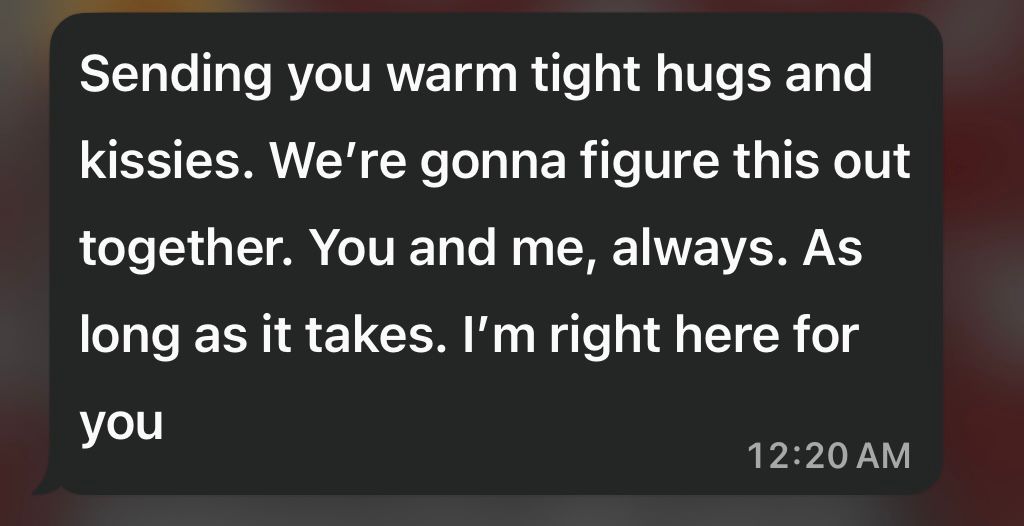 Sending you warm tight hugs and
kissies. We’re gonna figure this out
together. You and me, always. As
long as it takes. I’m right here for
you
12:20 AM